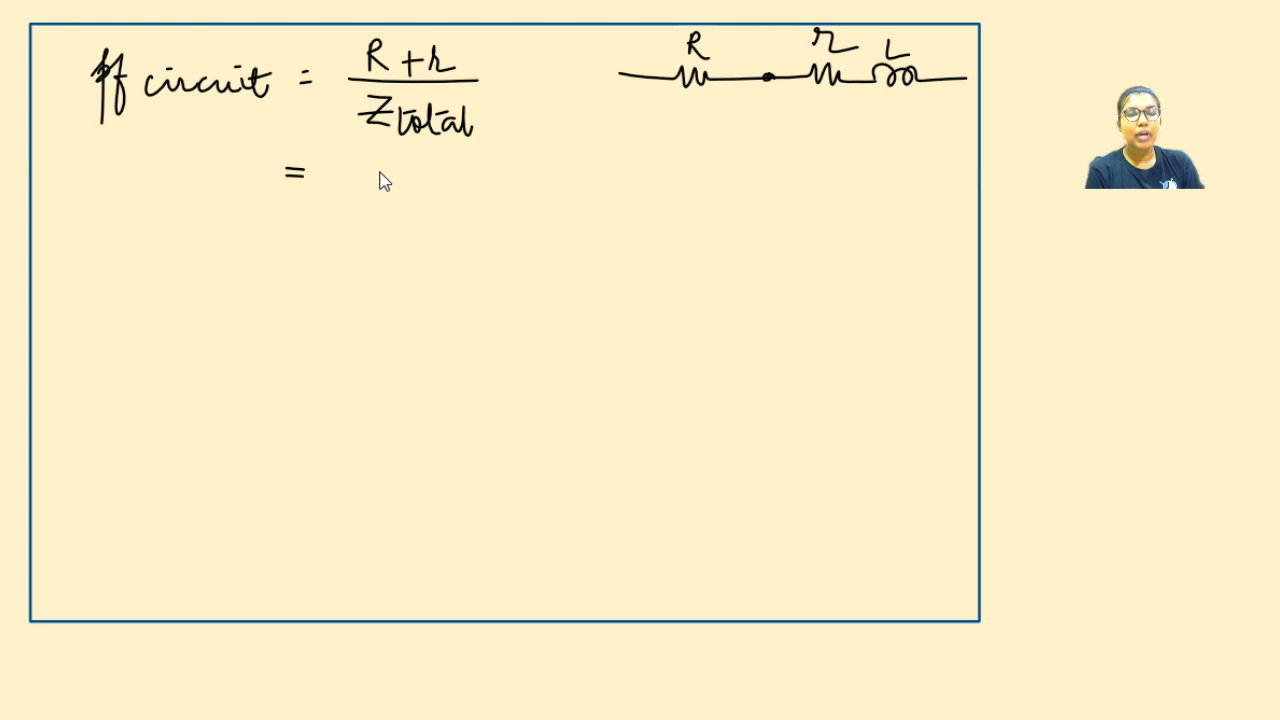 pf circuit = R + r / Z total
=
R r L